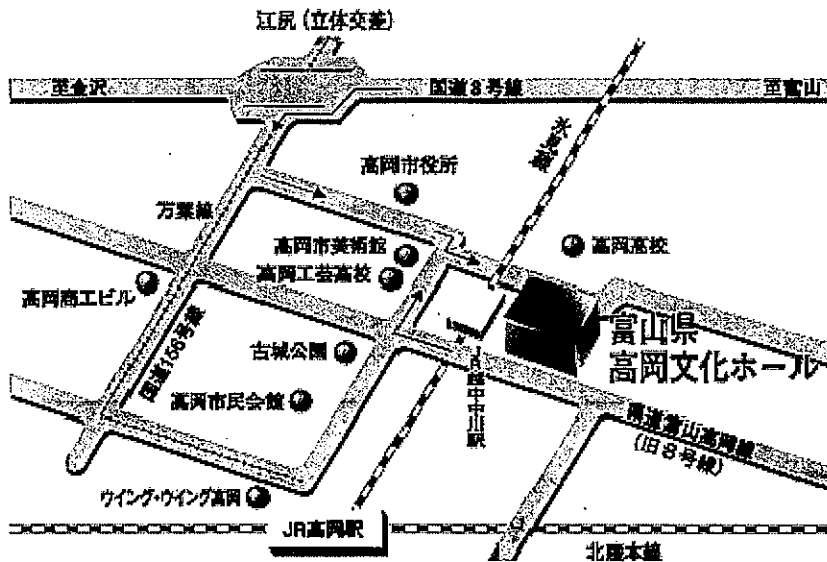 江尻(立体交差)
至金沢
国道8号線
至富山
氷見線
高岡市役所
万葉線
高岡市美術館
高岡高校
高岡工芸高校
高岡商工ビル
富山県
高岡文化ホール
国道156号線
古城公園
JR越中中川駅
高岡市民会館
県道富山高岡線
(旧8号線)
ウイング・ウイング高岡
JR高岡駅
北陸本線